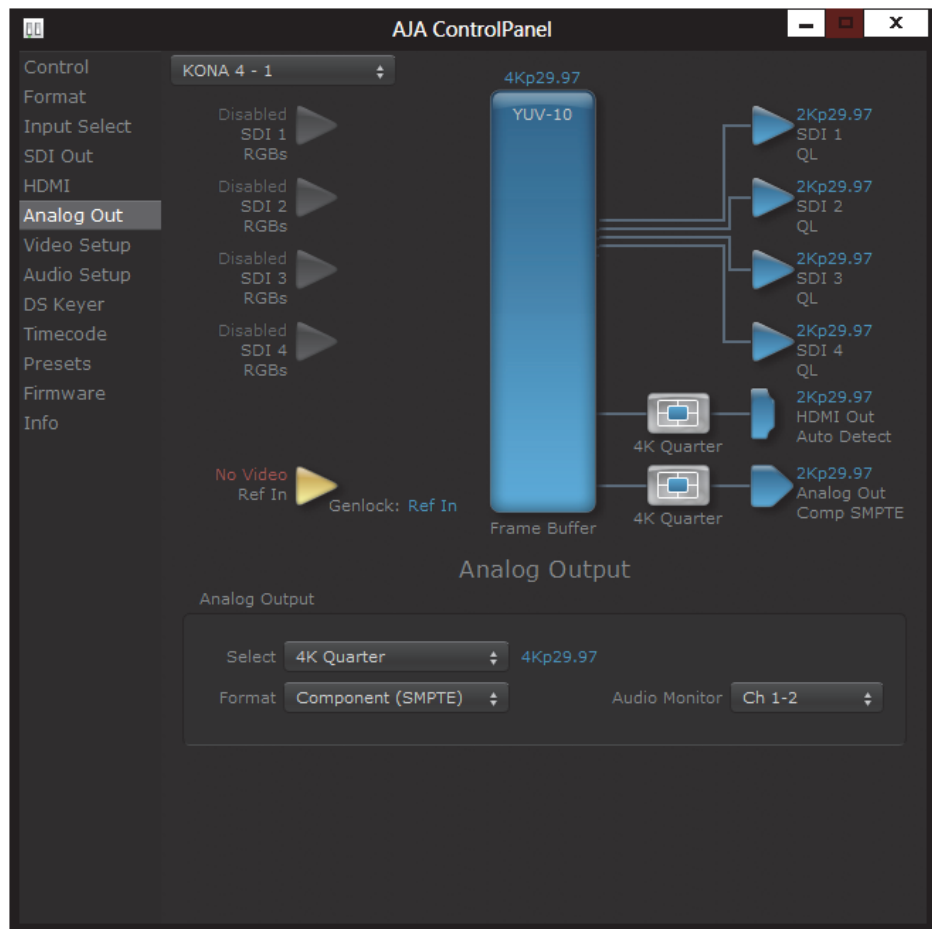 AJA ControlPanel
Control
Format
Input Select
SDI Out
HDMI
Analog Out
Video Setup
Audio Setup
DS Keyer
Timecode
Presets
Firmware
Info
KONA 4 - 1
4Kp29.97
YUV-10
Disabled
SDI 1
RGBs
Disabled
SDI 2
RGBs
Disabled
SDI 3
RGBs
Disabled
SDI 4
RGBs
No Video
Ref In
Genlock: Ref In
Frame Buffer
2Kp29.97
SDI 1
QL
2Kp29.97
SDI 2
QL
2Kp29.97
SDI 3
QL
2Kp29.97
SDI 4
QL
4K Quarter
2Kp29.97
HDMI Out
Auto Detect
4K Quarter
2Kp29.97
Analog Out
Comp SMPTE
Analog Output
Analog Output
Select 4K Quarter 4Kp29.97
Format Component (SMPTE) Audio Monitor Ch 1-2